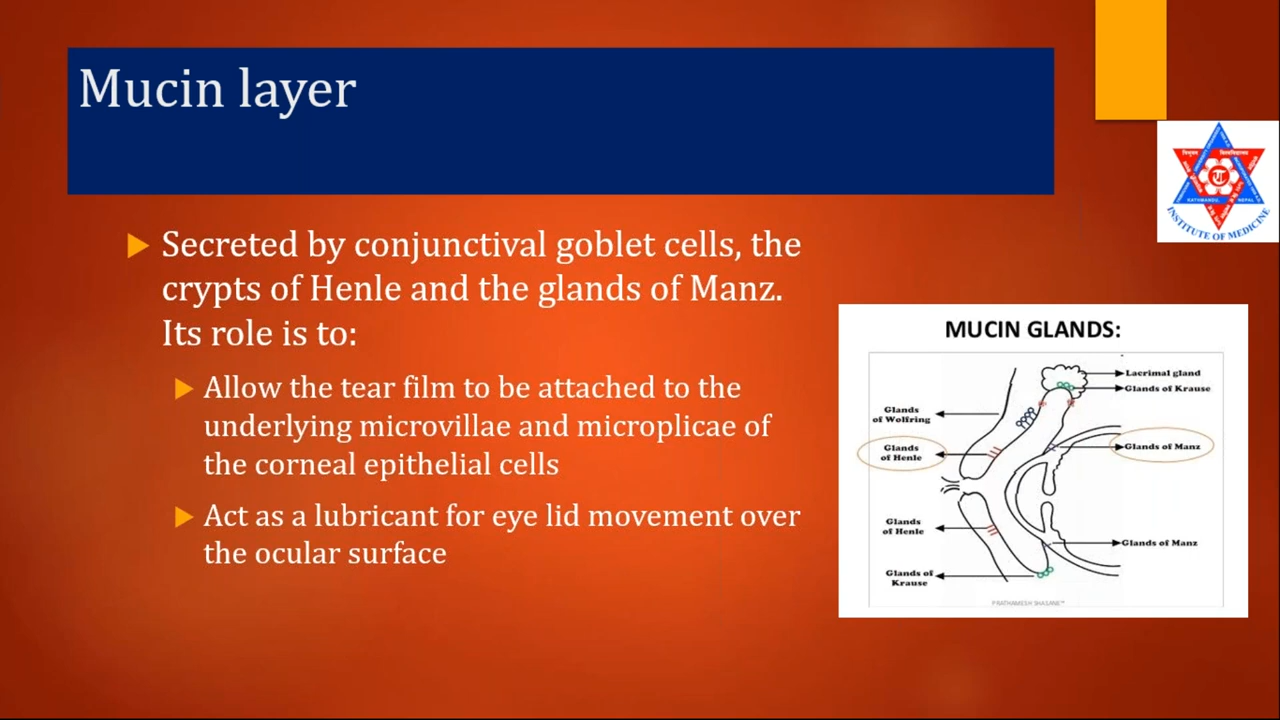 Mucin layer
Secreted by conjunctival goblet cells, the
crypts of Henle and the glands of Manz.
Its role is to:
Allow the tear film to be attached to the
underlying microvillae and microplicae of
the corneal epithelial cells
Act as a lubricant for eye lid movement over
the ocular surface
KATHMANDU, NEPAL
INSTITUTE OF MEDICINE
MUCIN GLANDS:
Lacrimal gland
Glands of Krause
Glands
of Wolfring
Glands
of Henle
Glands of Manz
Glands
of Henle
Glands of Manz
Glands of
Krause
PRATHAMESH SHASANE™